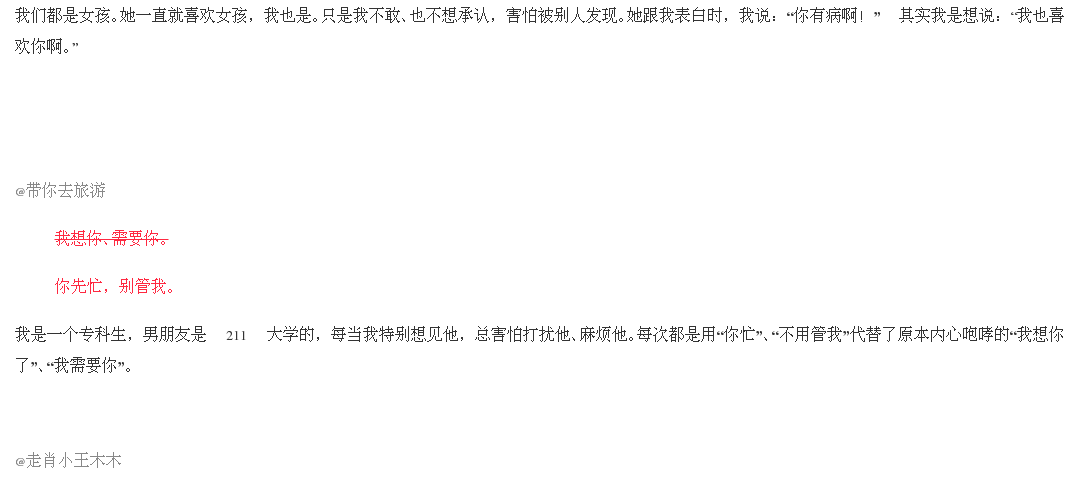 我们都是女孩。她一直就喜欢女孩，我也是。只是我不敢、也不想承认，害怕被别人发现。她跟我表白时，我说：“你有病啊！” 其实我是想说：“我也喜
欢你啊。”
@带你去旅游
我想你、需要你。
你先忙，别管我。
我是一个专科生，男朋友是 211 大学的，每当我特别想见他，总害怕打扰他、麻烦他。每次都是用“你忙”、“不用管我”代替了原本内心咆哮的“我想你
了”、“我需要你”。
@走肖小王木木